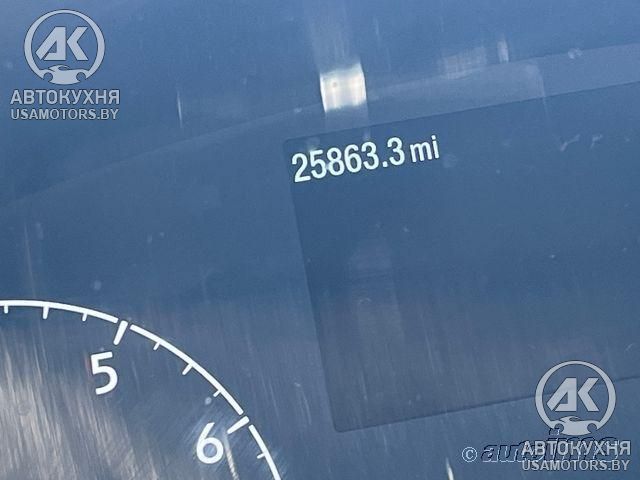 AK
АВТОКУХНЯ
USAMOTORS.BY
25863.3 mi
5
6
AK
АВТОКУХНЯ
USAMOTORS.BY